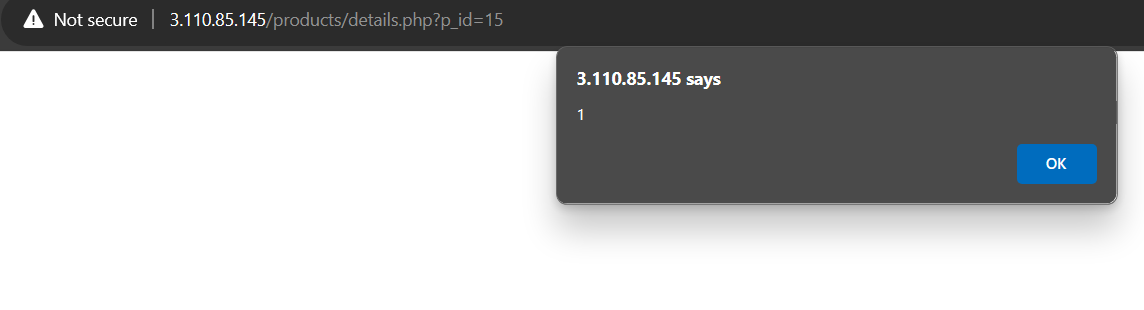 Not secure | 3.110.85.145/products/details.php?p_id=15
3.110.85.145 says
1
OK